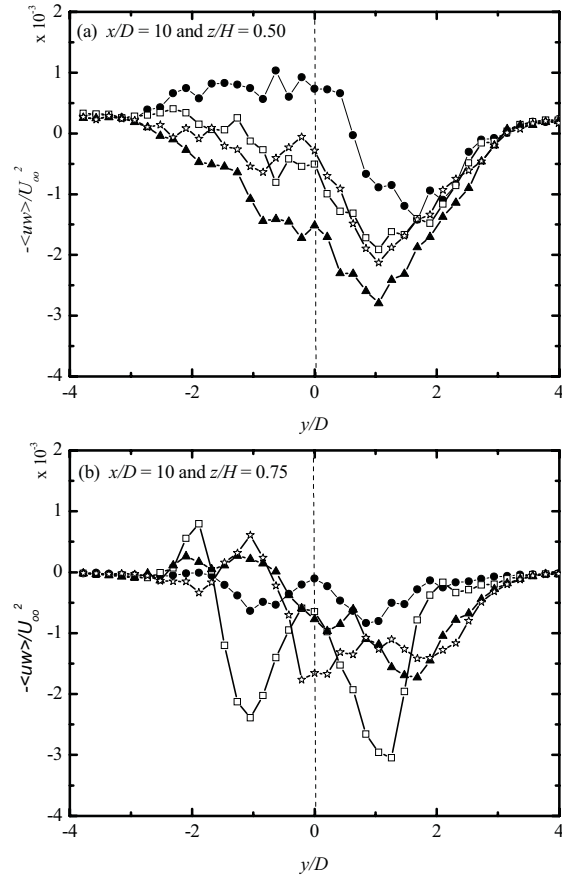 x 10⁻³
2
(a) x/D = 10 and z/H = 0.50
1
0
-1
-2
-3
-4
-<uw>/U∞²
-4 -2 0 2 4
y/D
x 10⁻³
2
(b) x/D = 10 and z/H = 0.75
1
0
-1
-2
-3
-4
-<uw>/U∞²
-4 -2 0 2 4
y/D